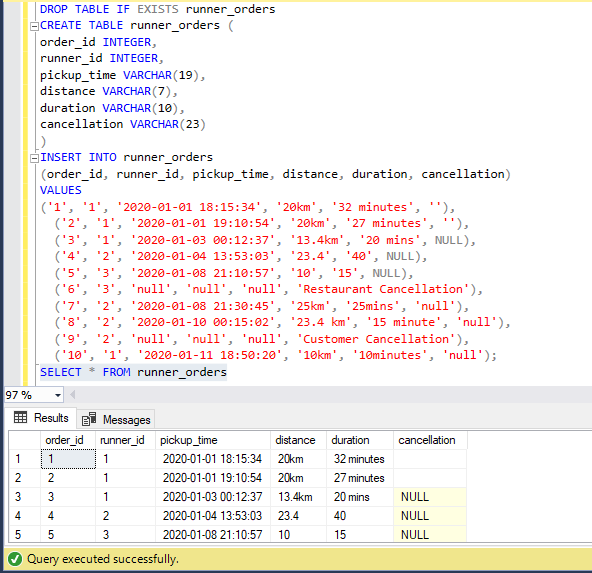 DROP TABLE IF EXISTS runner_orders
CREATE TABLE runner_orders (
order_id INTEGER,
runner_id INTEGER,
pickup_time VARCHAR(19),
distance VARCHAR(7),
duration VARCHAR(10),
cancellation VARCHAR(23)
)
INSERT INTO runner_orders
(order_id, runner_id, pickup_time, distance, duration, cancellation)
VALUES
('1', '1', '2020-01-01 18:15:34', '20km', '32 minutes', ''),
('2', '1', '2020-01-01 19:10:54', '20km', '27 minutes', ''),
('3', '1', '2020-01-03 00:12:37', '13.4km', '20 mins', NULL),
('4', '2', '2020-01-04 13:53:03', '23.4', '40', NULL),
('5', '3', '2020-01-08 21:10:57', '10', '15', NULL),
('6', '3', 'null', 'null', 'null', 'Restaurant Cancellation'),
('7', '2', '2020-01-08 21:30:45', '25km', '25mins', 'null'),
('8', '2', '2020-01-10 00:15:02', '23.4 km', '15 minute', 'null'),
('9', '2', 'null', 'null', 'null', 'Customer Cancellation'),
('10', '1', '2020-01-11 18:50:20', '10km', '10minutes', 'null');
SELECT * FROM runner_orders
97 %
Results Messages
order_id runner_id pickup_time distance duration cancellation
1 1 1 2020-01-01 18:15:34 20km 32 minutes
2 2 1 2020-01-01 19:10:54 20km 27 minutes
3 3 1 2020-01-03 00:12:37 13.4km 20 mins NULL
4 4 2 2020-01-04 13:53:03 23.4 40 NULL
5 5 3 2020-01-08 21:10:57 10 15 NULL
Query executed successfully.